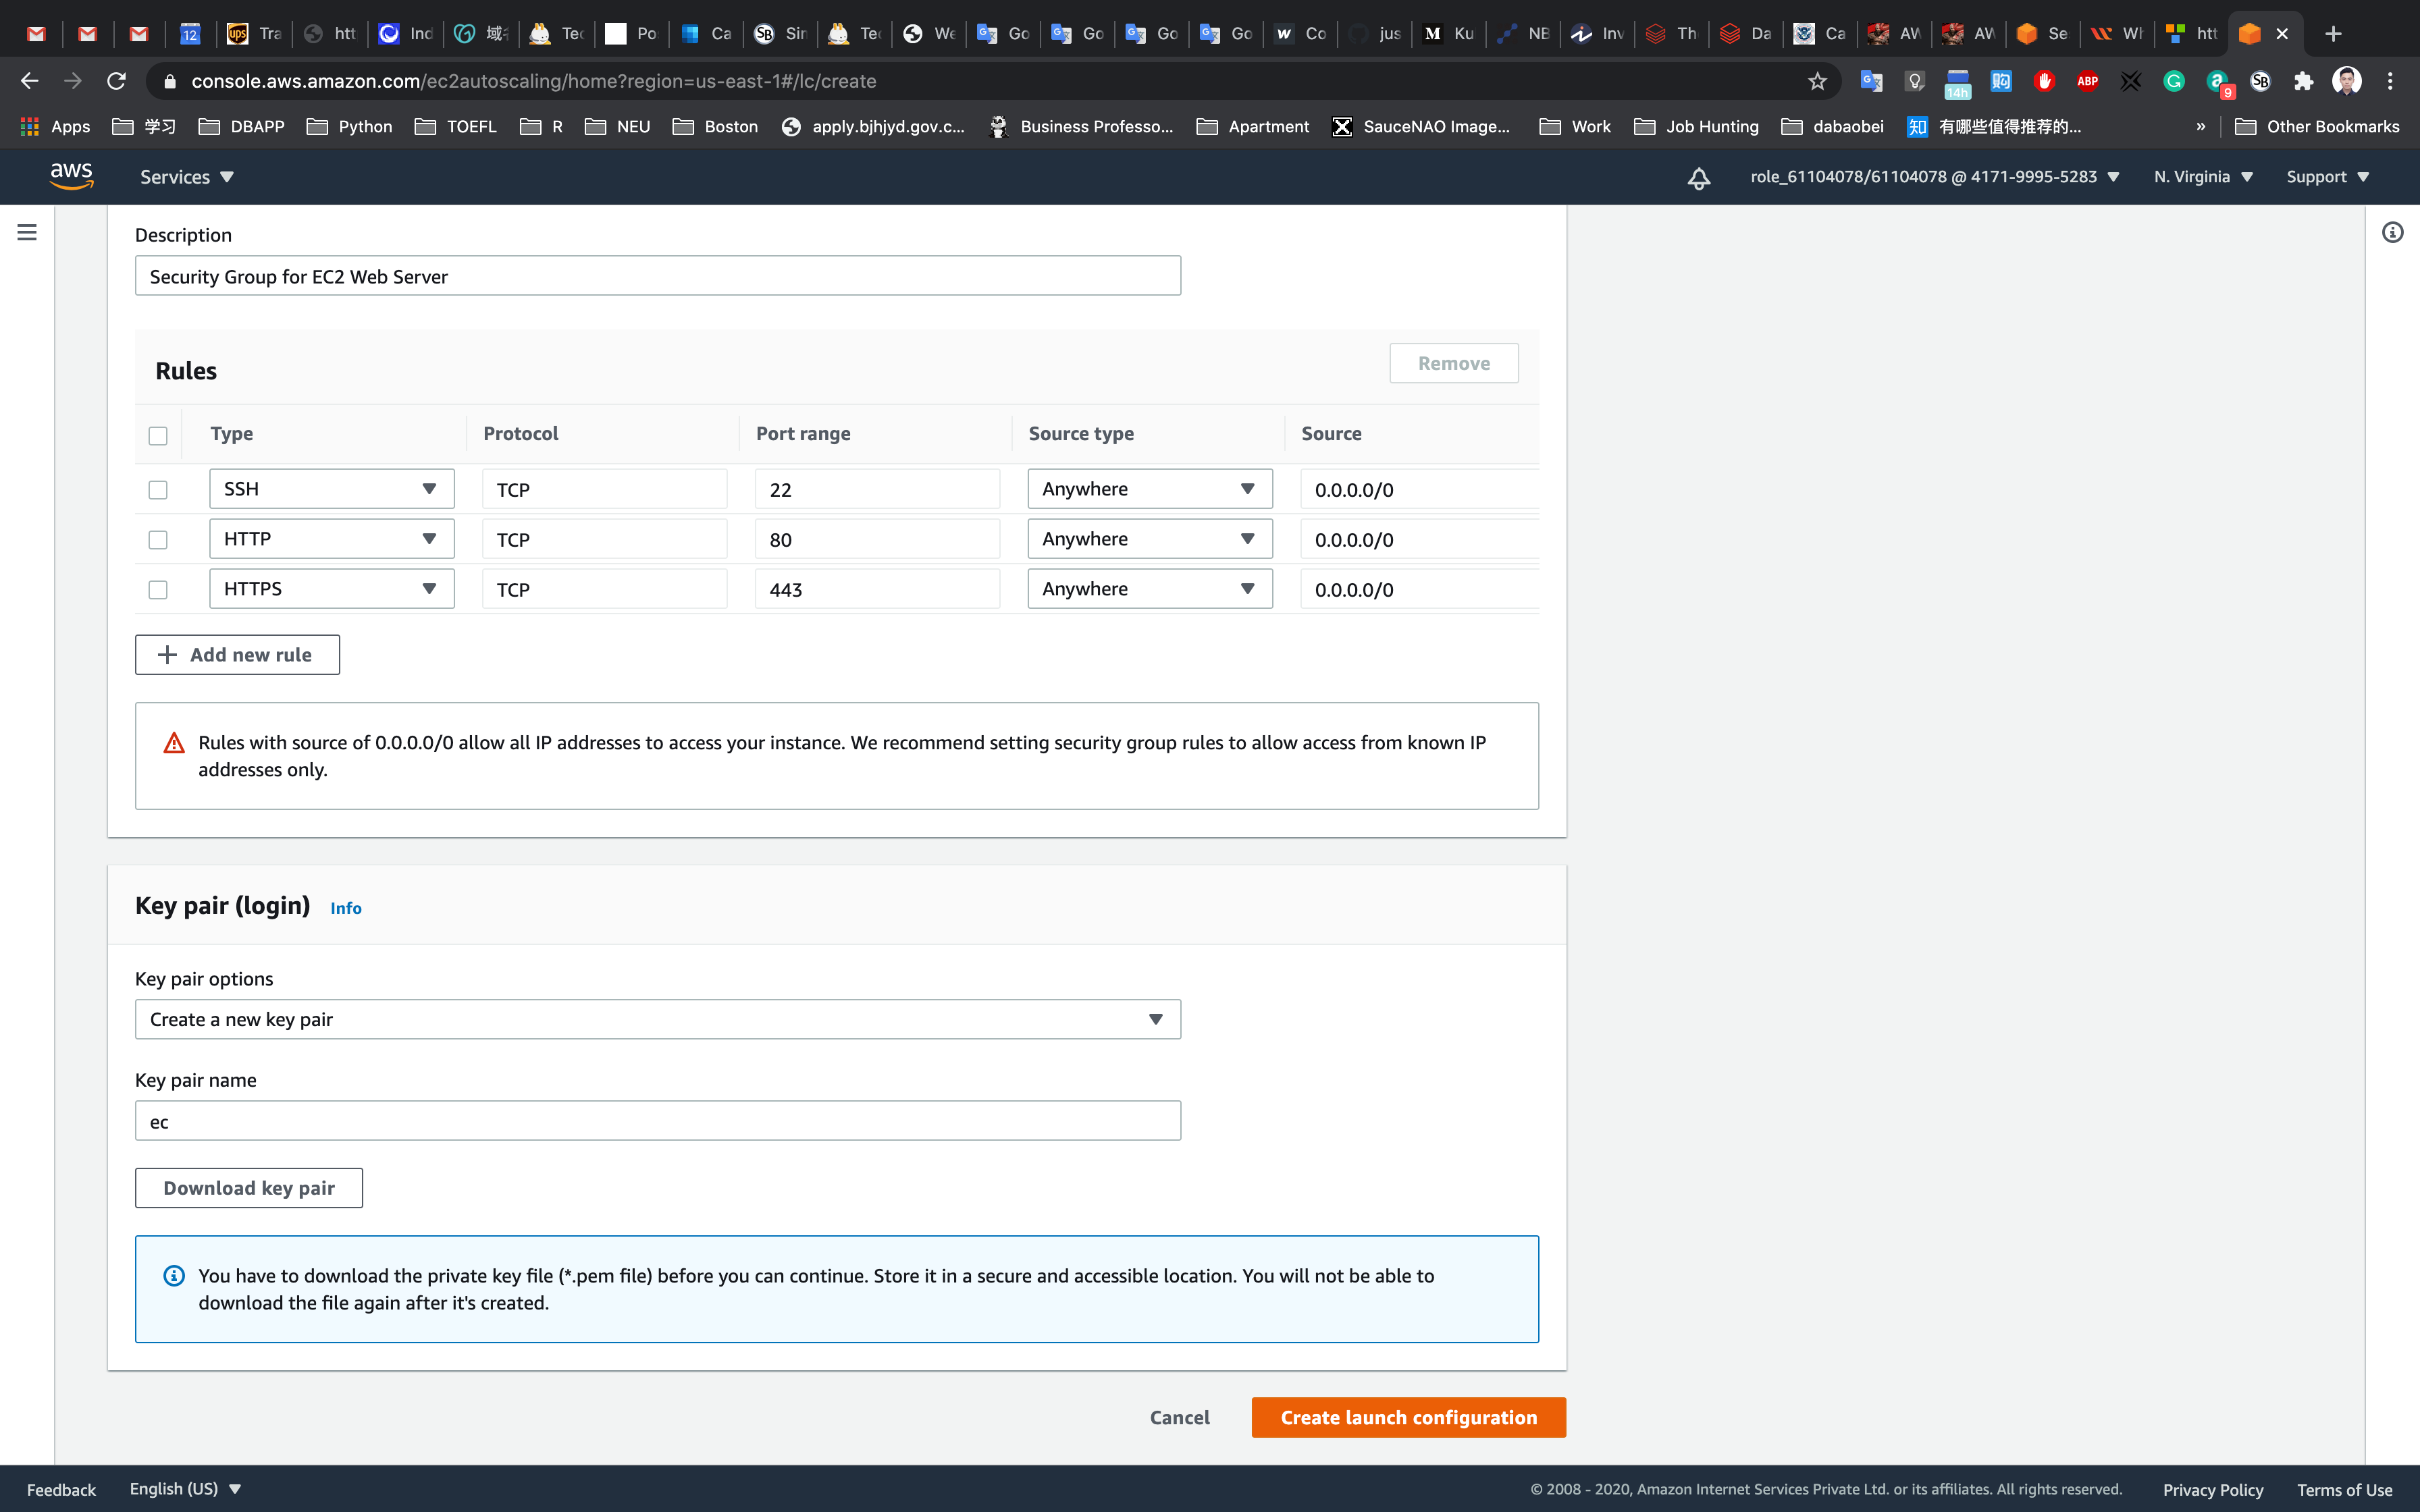 12 Tra htt Ind 域 Tec Po Ca SB Sin Tec We Go Go Go Go w Co jus M Ku NB Inv Th Da Ca AW AW Se Wh htt
console.aws.amazon.com/ec2autoscaling/home?region=us-east-1#/lc/create
14h ABP 9 SB
Apps 学习 DBAPP Python TOEFL R NEU Boston apply.bjhjyd.gov.c... Business Professo... Apartment SauceNAO Image... Work Job Hunting dabaobei 知 有哪些值得推荐的... » Other Bookmarks
aws Services role_61104078/61104078 @ 4171-9995-5283 N. Virginia Support
Description
Security Group for EC2 Web Server
Rules Remove
Type Protocol Port range Source type Source
SSH TCP 22 Anywhere 0.0.0.0/0
HTTP TCP 80 Anywhere 0.0.0.0/0
HTTPS TCP 443 Anywhere 0.0.0.0/0
+ Add new rule
Rules with source of 0.0.0.0/0 allow all IP addresses to access your instance. We recommend setting security group rules to allow access from known IP
addresses only.
Key pair (login) Info
Key pair options
Create a new key pair
Key pair name
ec
Download key pair
You have to download the private key file (*.pem file) before you can continue. Store it in a secure and accessible location. You will not be able to
download the file again after it's created.
Cancel Create launch configuration
Feedback English (US) © 2008 - 2020, Amazon Internet Services Private Ltd. or its affiliates. All rights reserved. Privacy Policy Terms of Use